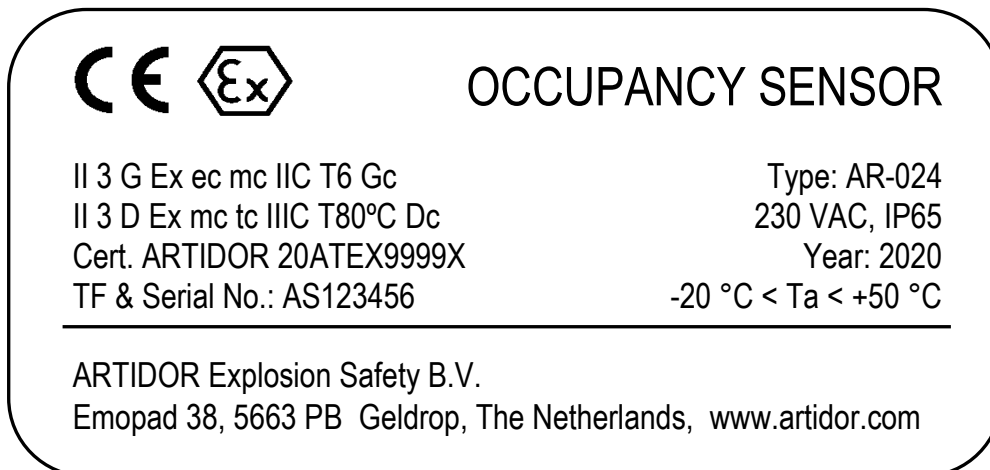 CE Ex OCCUPANCY SENSOR
II 3 G Ex ec mc IIC T6 Gc Type: AR-024
II 3 D Ex mc tc IIIC T80ºC Dc 230 VAC, IP65
Cert. ARTIDOR 20ATEX9999X Year: 2020
TF & Serial No.: AS123456 -20 °C < Ta < +50 °C
ARTIDOR Explosion Safety B.V.
Emopad 38, 5663 PB Geldrop, The Netherlands, www.artidor.com